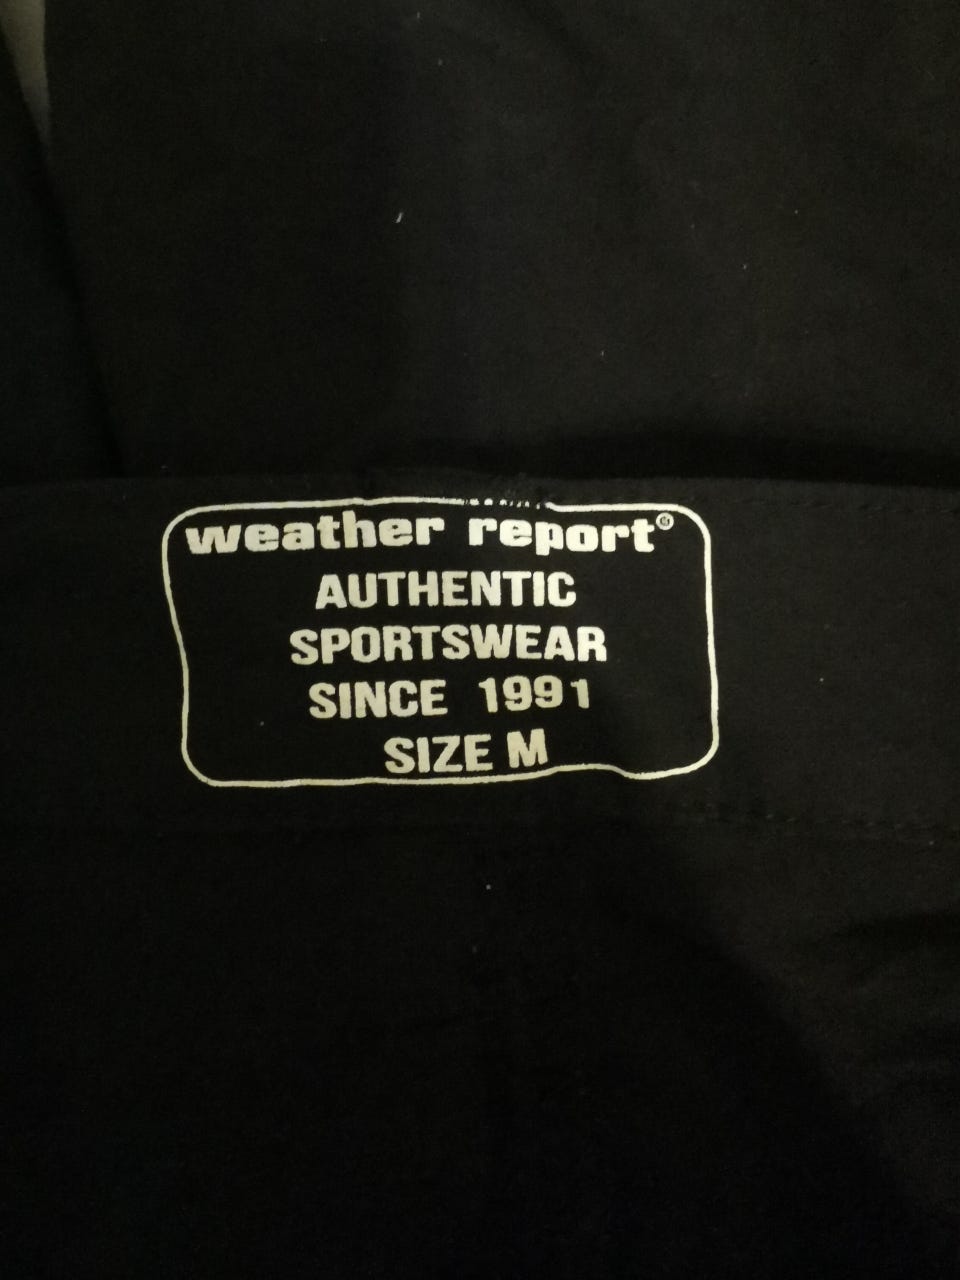 weather report®
AUTHENTIC
SPORTSWEAR
SINCE 1991
SIZE M